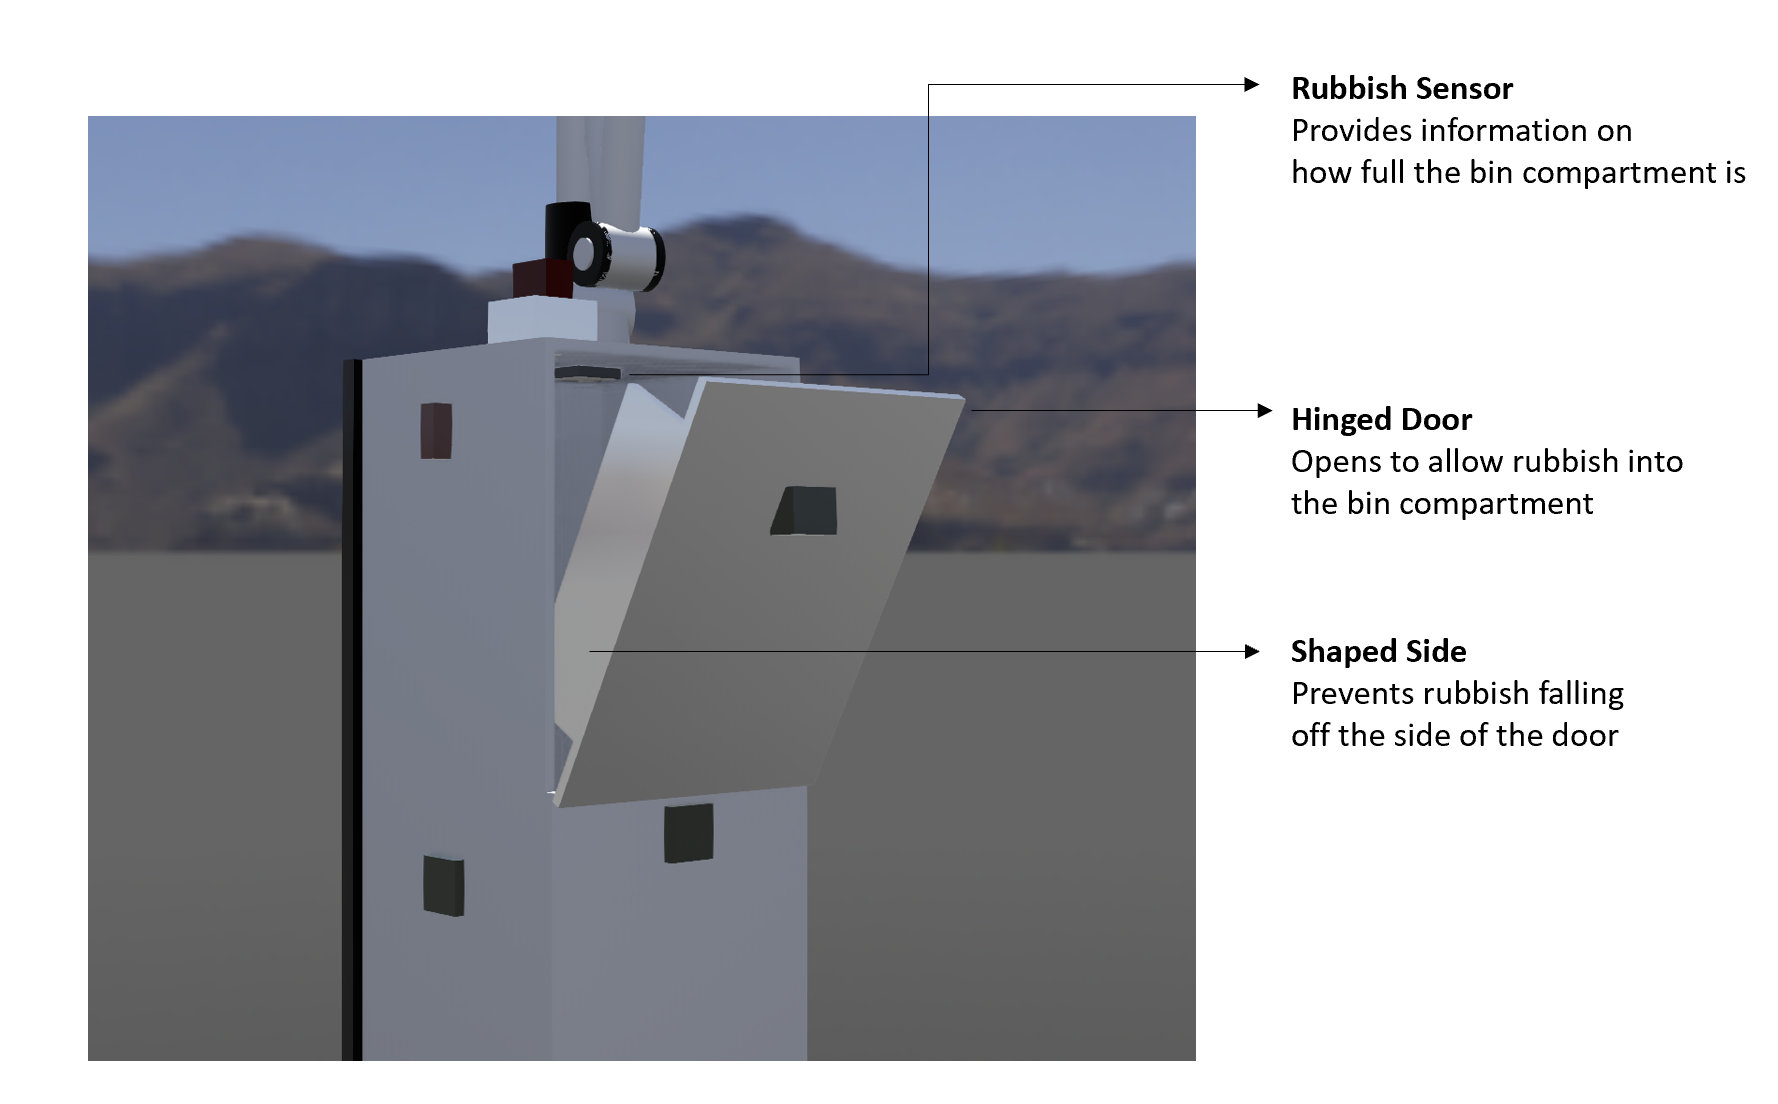 Rubbish Sensor
Provides information on
how full the bin compartment is
Hinged Door
Opens to allow rubbish into
the bin compartment
Shaped Side
Prevents rubbish falling
off the side of the door